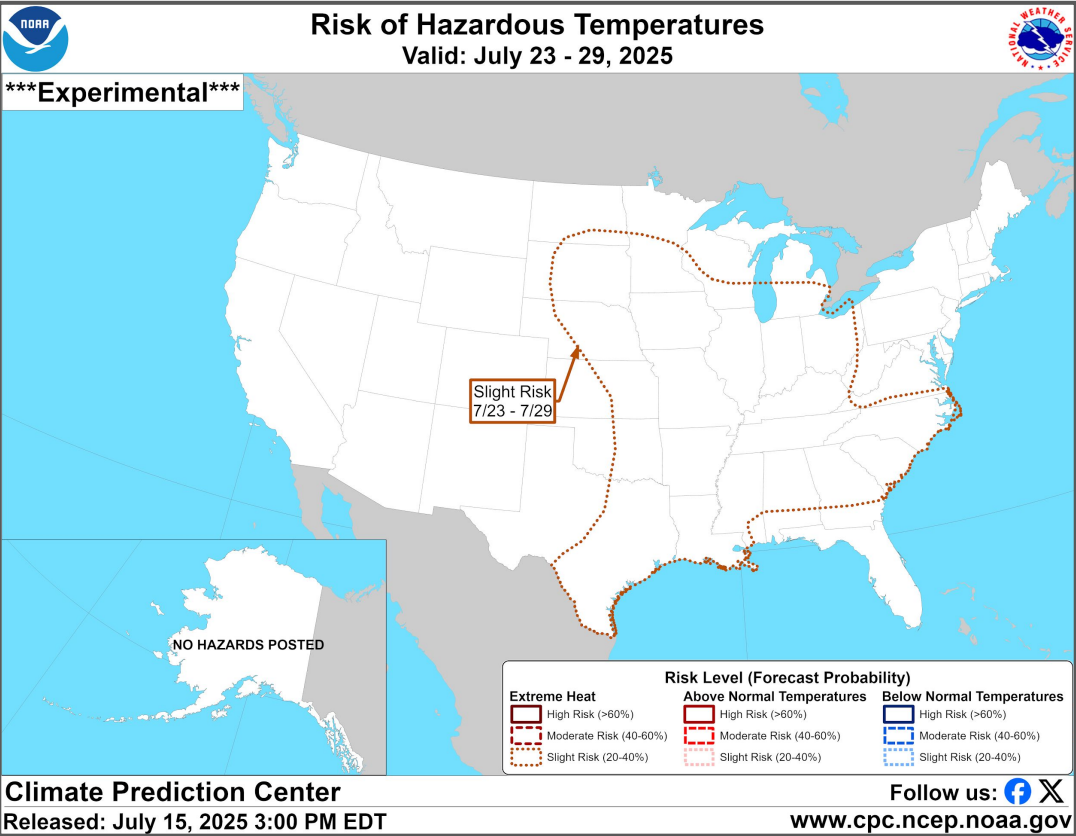 NOAA
Risk of Hazardous Temperatures
Valid: July 23 - 29, 2025
NATIONAL WEATHER SERVICE
***Experimental***
Slight Risk
7/23 - 7/29
NO HAZARDS POSTED
Risk Level (Forecast Probability)
Extreme Heat
High Risk (>60%)
Moderate Risk (40-60%)
Slight Risk (20-40%)
Above Normal Temperatures
High Risk (>60%)
Moderate Risk (40-60%)
Slight Risk (20-40%)
Below Normal Temperatures
High Risk (>60%)
Moderate Risk (40-60%)
Slight Risk (20-40%)
Climate Prediction Center
Follow us:
Released: July 15, 2025 3:00 PM EDT
www.cpc.ncep.noaa.gov